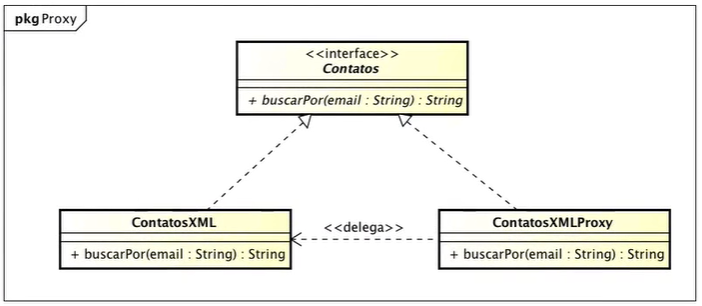 pkg Proxy
<<interface>>
Contatos
+ buscarPor(email : String) : String
ContatosXML
+ buscarPor(email : String) : String
<<delega>>
ContatosXMLProxy
+ buscarPor(email : String) : String